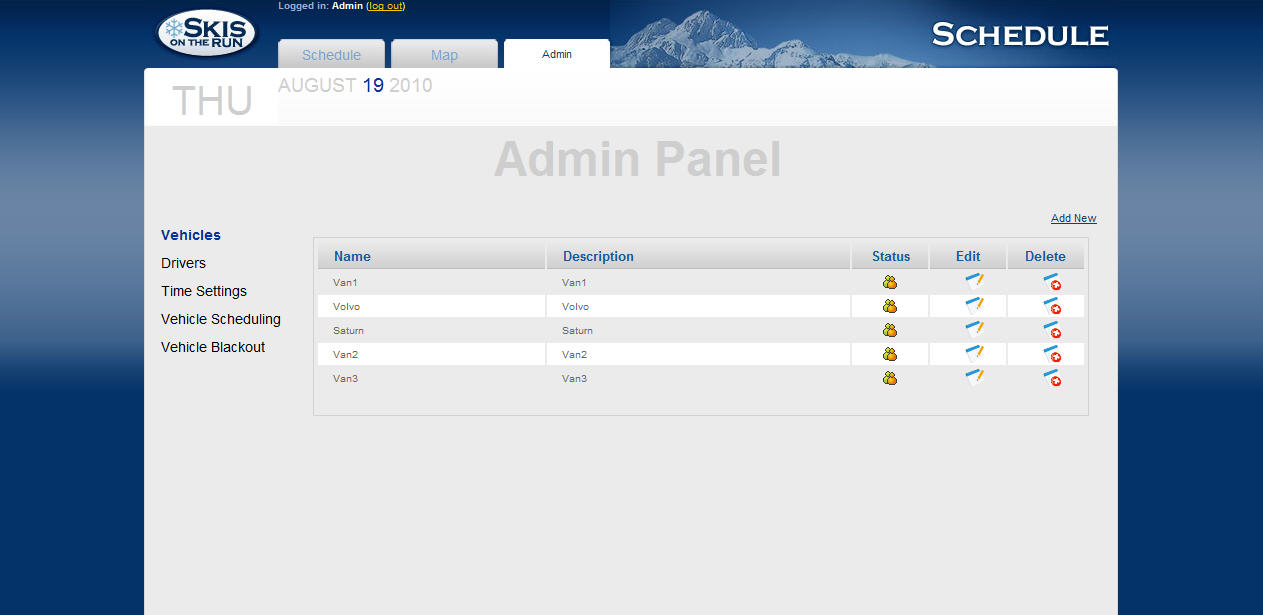 Logged in: Admin (log out)
SKIS
ON THE RUN
Schedule
Map
Admin
SCHEDULE
THU
AUGUST 19 2010
Admin Panel
Add New
Vehicles
Drivers
Time Settings
Vehicle Scheduling
Vehicle Blackout
Name Description Status Edit Delete
Van1 Van1
Volvo Volvo
Saturn Saturn
Van2 Van2
Van3 Van3